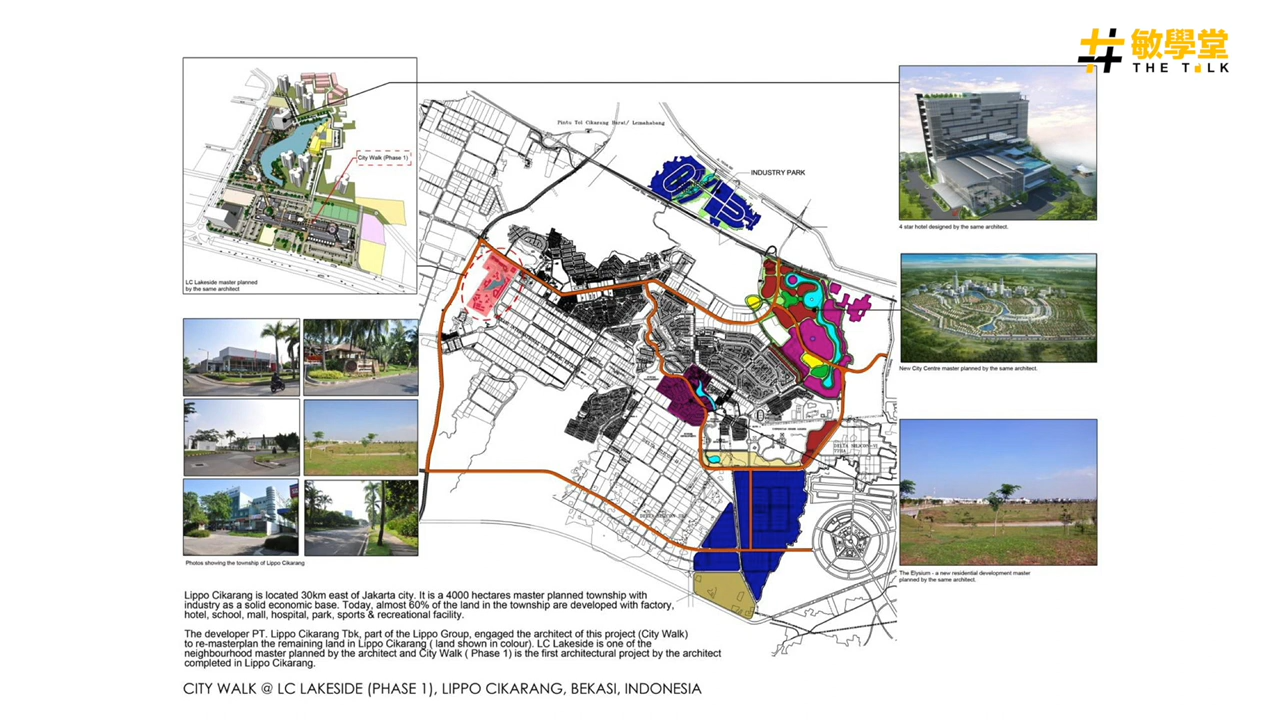 敏學堂
THE TALK
City Walk (Phase 1)
LC Lakeside master planned
by the same architect
Pintu Tol Cikarang Barat/ Lemahabang
INDUSTRY PARK
4 star hotel designed by the same architect.
New City Centre master planned by the same architect.
The Elysium - a new residential development master
planned by the same architect.
Photos showing the township of Lippo Cikarang
Lippo Cikarang is located 30km east of Jakarta city. It is a 4000 hectares master planned township with
industry as a solid economic base. Today, almost 60% of the land in the township are developed with factory,
hotel, school, mall, hospital, park, sports & recreational facility.
The developer PT. Lippo Cikarang Tbk, part of the Lippo Group, engaged the architect of this project (City Walk)
to re-masterplan the remaining land in Lippo Cikarang ( land shown in colour). LC Lakeside is one of the
neighbourhood master planned by the architect and City Walk ( Phase 1) is the first architectural project by the architect
completed in Lippo Cikarang.
CITY WALK @ LC LAKESIDE (PHASE 1), LIPPO CIKARANG, BEKASI, INDONESIA